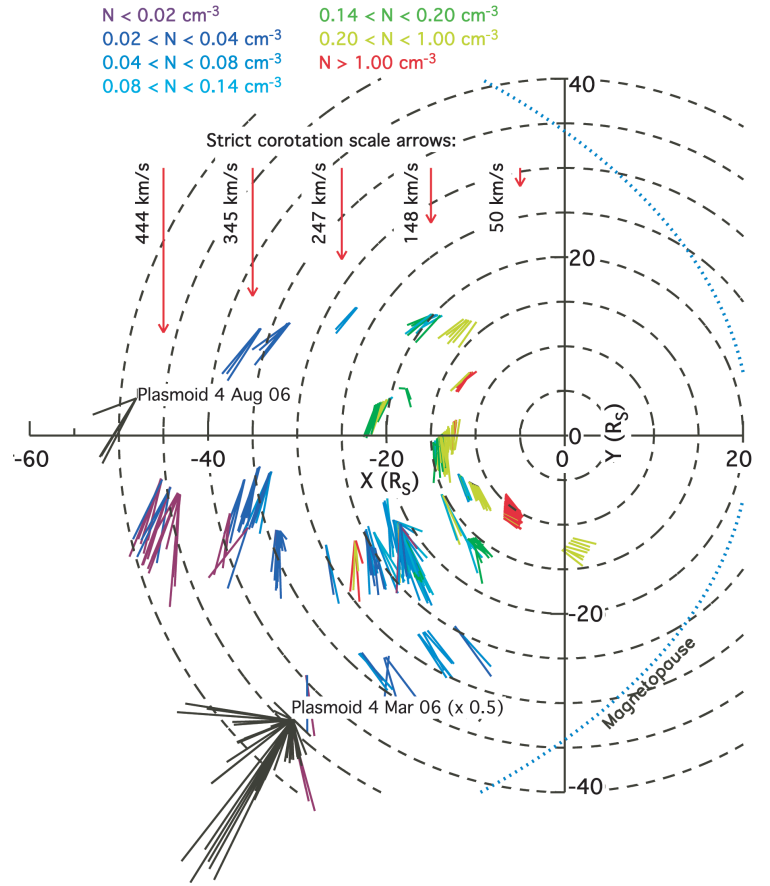 N < 0.02 cm⁻³
0.02 < N < 0.04 cm⁻³
0.04 < N < 0.08 cm⁻³
0.08 < N < 0.14 cm⁻³
0.14 < N < 0.20 cm⁻³
0.20 < N < 1.00 cm⁻³
N > 1.00 cm⁻³
40
Strict corotation scale arrows:
444 km/s
345 km/s
247 km/s
148 km/s
50 km/s
20
Plasmoid 4 Aug 06
0
Y (R_S)
-60
-40
-20
0
20
X (R_S)
-20
Magnetopause
Plasmoid 4 Mar 06 (x 0.5)
-40